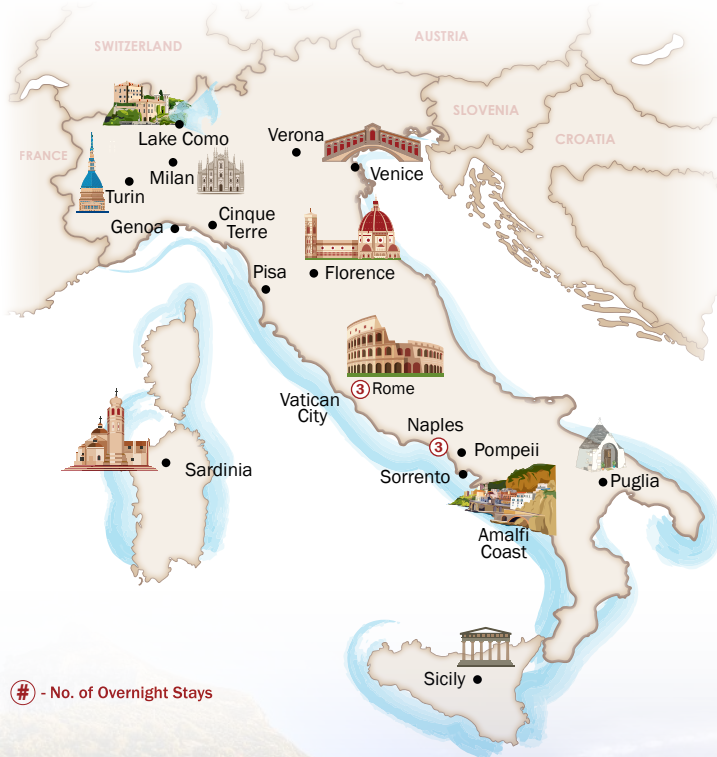 AUSTRIA
SWITZERLAND
SLOVENIA
CROATIA
FRANCE
Lake Como
Verona
Venice
Milan
Turin
Cinque
Terre
Genoa
Pisa
Florence
3 Rome
Vatican
City
Naples
3
Pompeii
Sorrento
Sardinia
Puglia
Amalfi
Coast
Sicily
# - No. of Overnight Stays